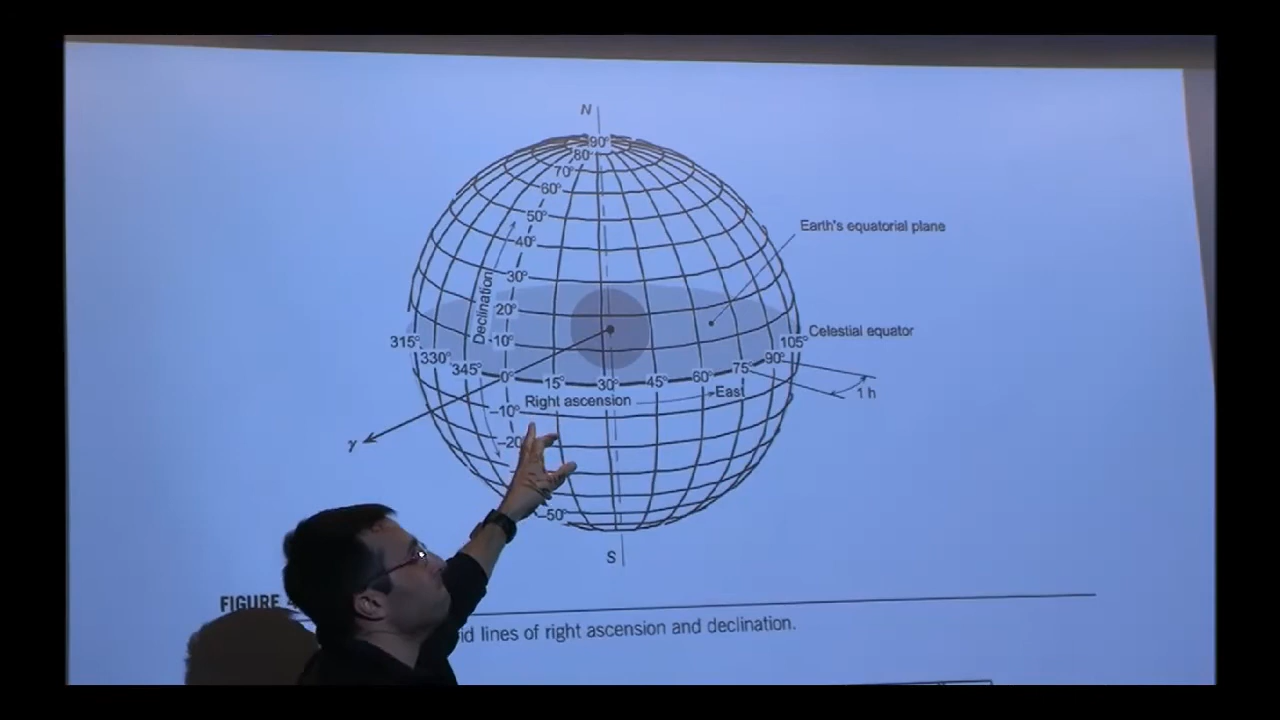 N
90°
80°
70°
60°
50°
40°
30°
20°
10°
0°
Declination
Earth's equatorial plane
Celestial equator
315°
330°
345°
15°
30°
45°
60°
75°
90°
105°
1 h
Right ascension
East
–10°
–20
–50°
γ
S
FIGURE
id lines of right ascension and declination.